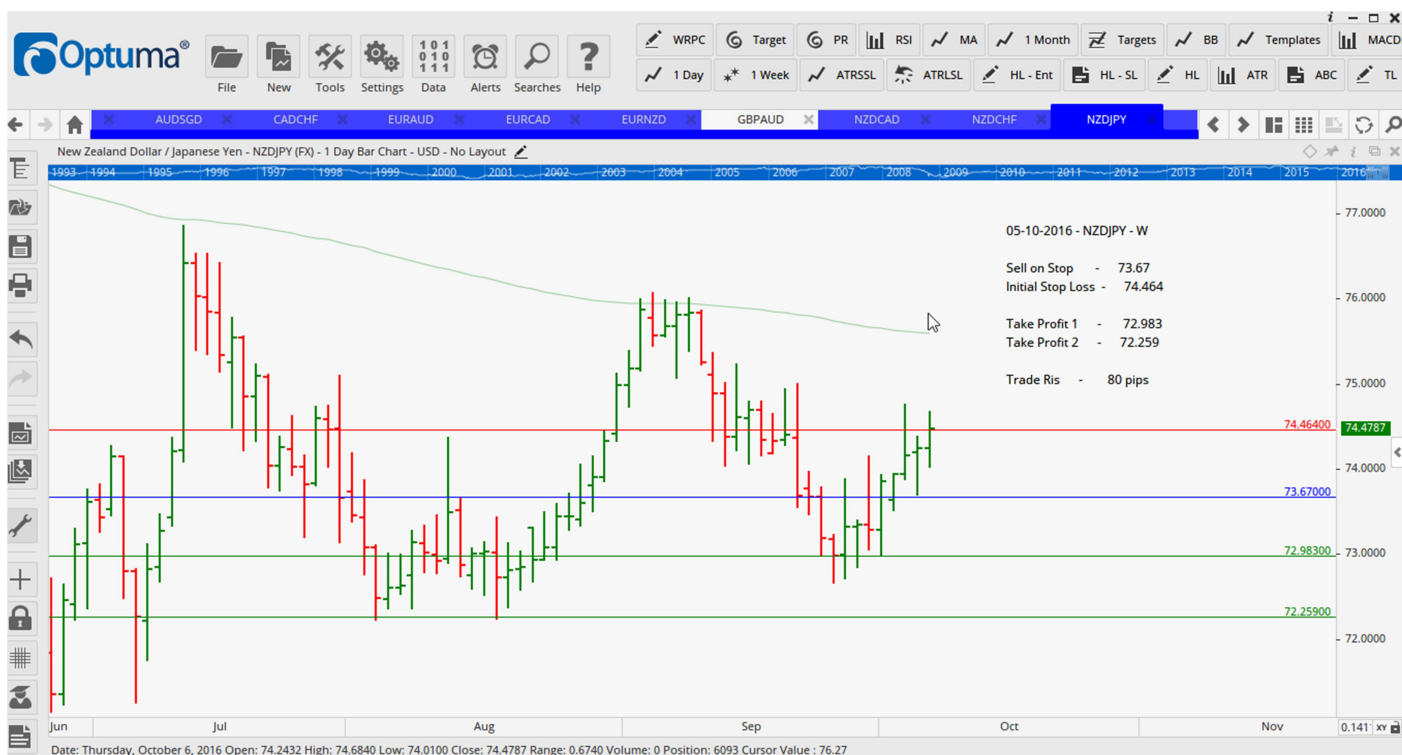 Optuma®
File New Tools Settings Data Alerts Searches Help
WRPC Target PR RSI MA 1 Month Targets BB Templates MACD
1 Day 1 Week ATRSSL ATRLSL HL - Ent HL - SL HL ATR ABC TL
AUDSGD CADCHF EURAUD EURCAD EURNZD GBPAUD NZDCAD NZDCHF NZDJPY
New Zealand Dollar / Japanese Yen - NZDJPY (FX) - 1 Day Bar Chart - USD - No Layout
1993 1994 1995 1996 1997 1998 1999 2000 2001 2002 2003 2004 2005 2006 2007 2008 2009 2010 2011 2012 2013 2014 2015 2016
77.0000
05-10-2016 - NZDJPY - W
Sell on Stop - 73.67
Initial Stop Loss - 74.464
76.0000
Take Profit 1 - 72.983
Take Profit 2 - 72.259
Trade Ris - 80 pips
75.0000
74.46400
74.4787
74.0000
73.67000
72.98300
73.0000
72.25900
72.0000
Jun Jul Aug Sep Oct Nov 0.141 XY
Date: Thursday, October 6, 2016 Open: 74.2432 High: 74.6840 Low: 74.0100 Close: 74.4787 Range: 0.6740 Volume: 0 Position: 6093 Cursor Value : 76.27